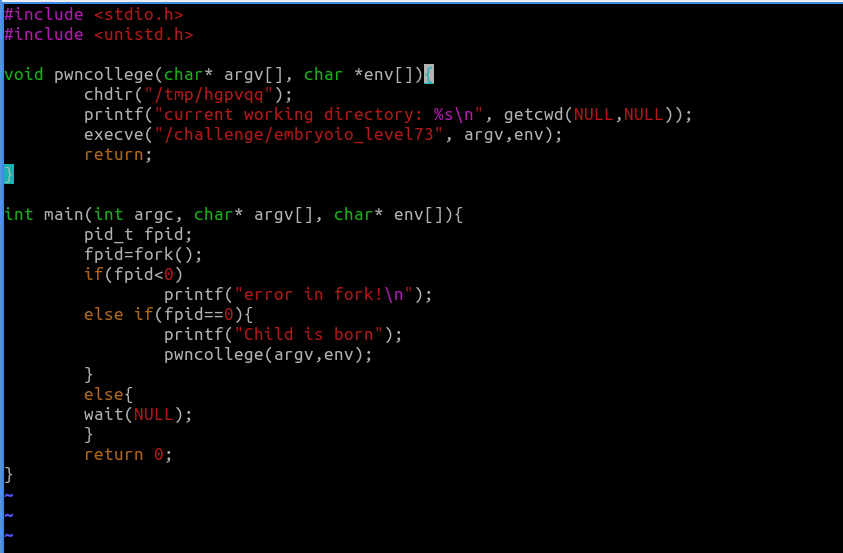 #include <stdio.h>
#include <unistd.h>

void pwncollege(char* argv[], char *env[]){
        chdir("/tmp/hgpvqq");
        printf("current working directory: %s\n", getcwd(NULL,NULL));
        execve("/challenge/embryoio_level73", argv,env);
        return;
}

int main(int argc, char* argv[], char* env[]){
        pid_t fpid;
        fpid=fork();
        if(fpid<0)
                printf("error in fork!\n");
        else if(fpid==0){
                printf("Child is born");
                pwncollege(argv,env);
        }
        else{
        wait(NULL);
        }
        return 0;
}
~
~
~